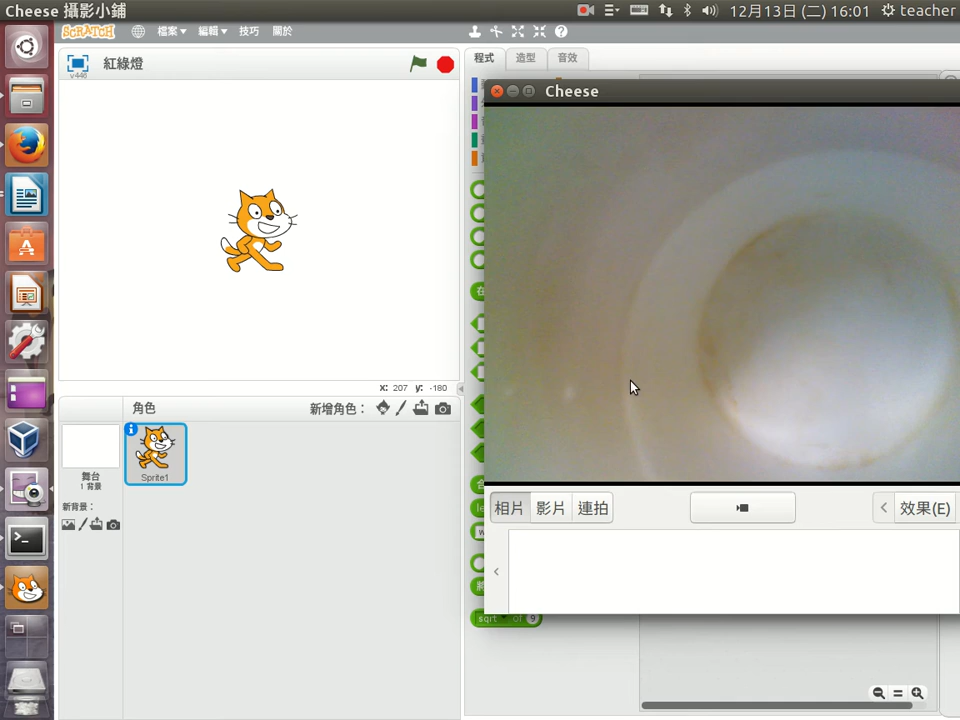 Cheese 攝影小鋪
12月13日 (二) 16:01 teacher
SCRATCH 檔案▼ 編輯▼ 技巧 關於
紅綠燈
v446
程式 造型 音效
Cheese
x: 207 y: -180
角色 新增角色：
Sprite1
舞台
1 背景
新背景：
相片 影片 連拍
效果(E)
sqrt of 9